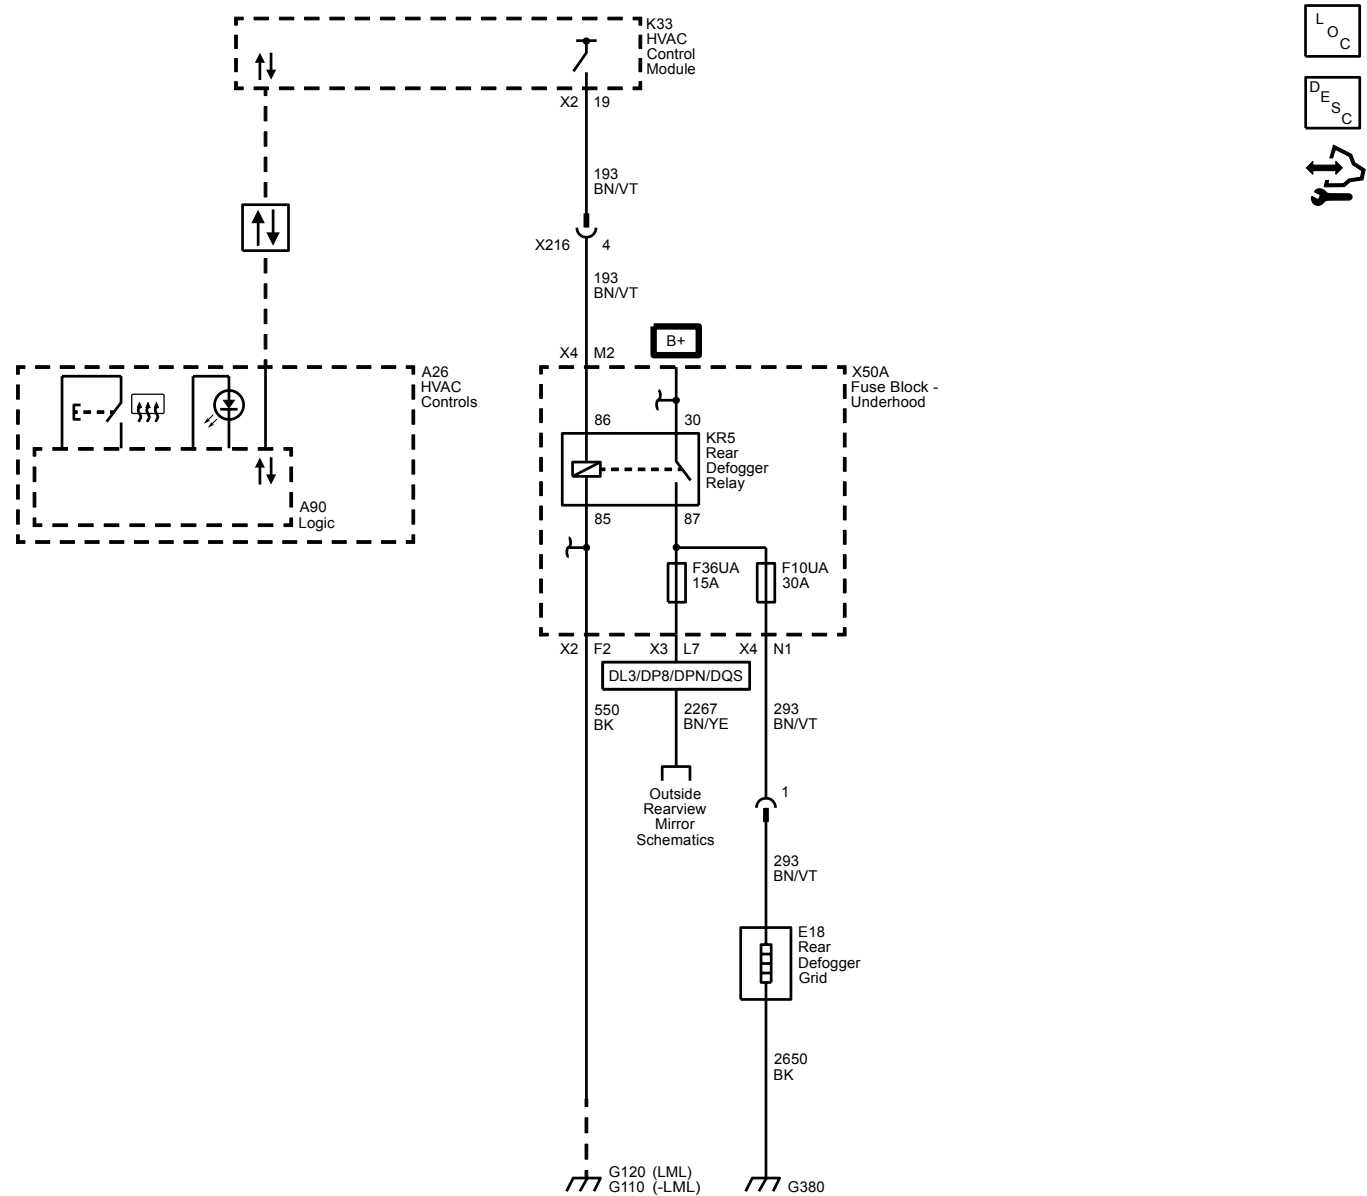 K33
HVAC
Control
Module
L
O
C
D
E
S
C
X2 19
193
BN/VT
X216 4
193
BN/VT
B+
X4 M2
A26
HVAC
Controls
X50A
Fuse Block -
Underhood
86 30
KR5
Rear
Defogger
Relay
A90
Logic
85 87
F36UA
15A
F10UA
30A
X2 F2 X3 L7 X4 N1
DL3/DP8/DPN/DQS
550
BK
2267
BN/YE
293
BN/VT
Outside
Rearview
Mirror
Schematics
1
293
BN/VT
E18
Rear
Defogger
Grid
2650
BK
G120 (LML)
G110 (-LML)
G380